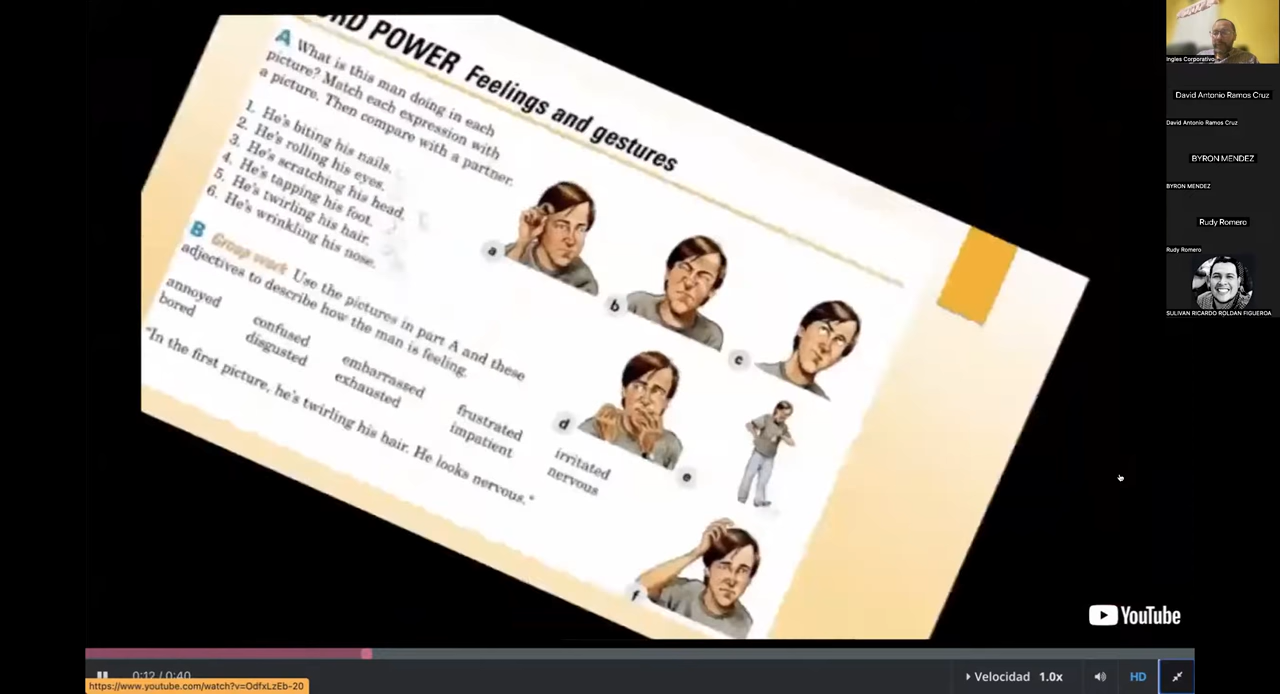 WORD POWER Feelings and gestures
A What is this man doing in each
picture? Match each expression with
a picture. Then compare with a partner.
1. He's biting his nails.
2. He's rolling his eyes.
3. He's scratching his head.
4. He's tapping his foot.
5. He's twirling his hair.
6. He's wrinkling his nose.
B Group work Use the pictures in part A and these
adjectives to describe how the man is feeling.
annoyed confused embarrassed frustrated irritated
bored disgusted exhausted impatient nervous
"In the first picture, he's twirling his hair. He looks nervous."
a
b
c
d
e
f
YouTube
0:12 / 0:40
Velocidad 1.0x
HD
https://www.youtube.com/watch?v=OdfxLzEb-20
Ingles Corporativo
David Antonio Ramos Cruz
David Antonio Ramos Cruz
BYRON MENDEZ
BYRON MENDEZ
Rudy Romero
Rudy Romero
SULIVAN RICARDO ROLDAN FIGUEROA